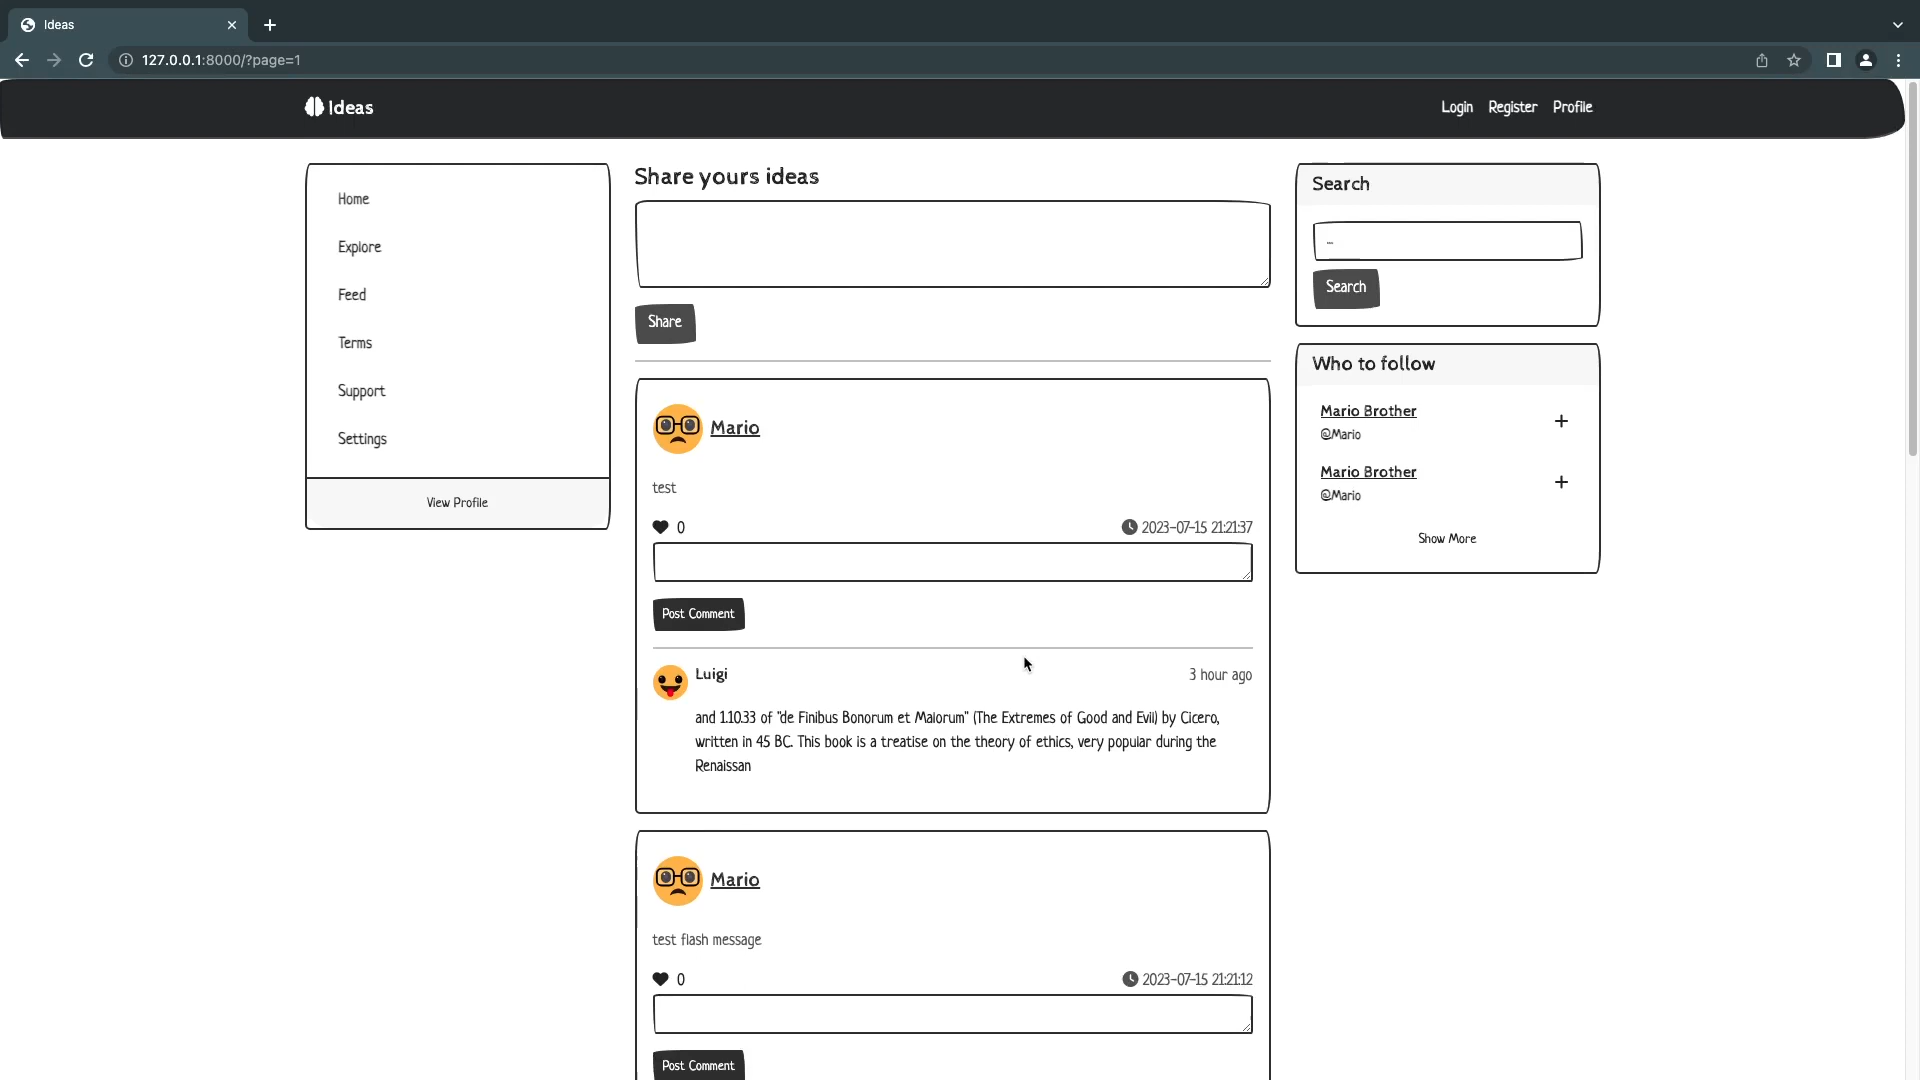 Ideas
127.0.0.1:8000/?page=1
Ideas
Login Register Profile
Home
Explore
Feed
Terms
Support
Settings
View Profile
Share yours ideas
Share
Mario
test
0
2023-07-15 21:21:37
Post Comment
Luigi
3 hour ago
and 1.10.33 of "de Finibus Bonorum et Malorum" (The Extremes of Good and Evil) by Cicero,
written in 45 BC. This book is a treatise on the theory of ethics, very popular during the
Renaissan
Mario
test flash message
0
2023-07-15 21:21:12
Post Comment
Search
...
Search
Who to follow
Mario Brother
@Mario
Mario Brother
@Mario
Show More